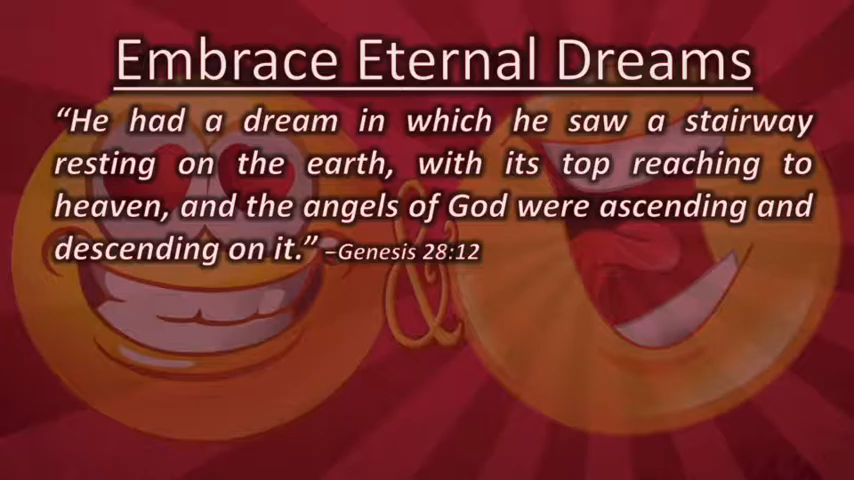 Embrace Eternal Dreams
“He had a dream in which he saw a stairway
resting on the earth, with its top reaching to
heaven, and the angels of God were ascending and
descending on it.” –Genesis 28:12
&